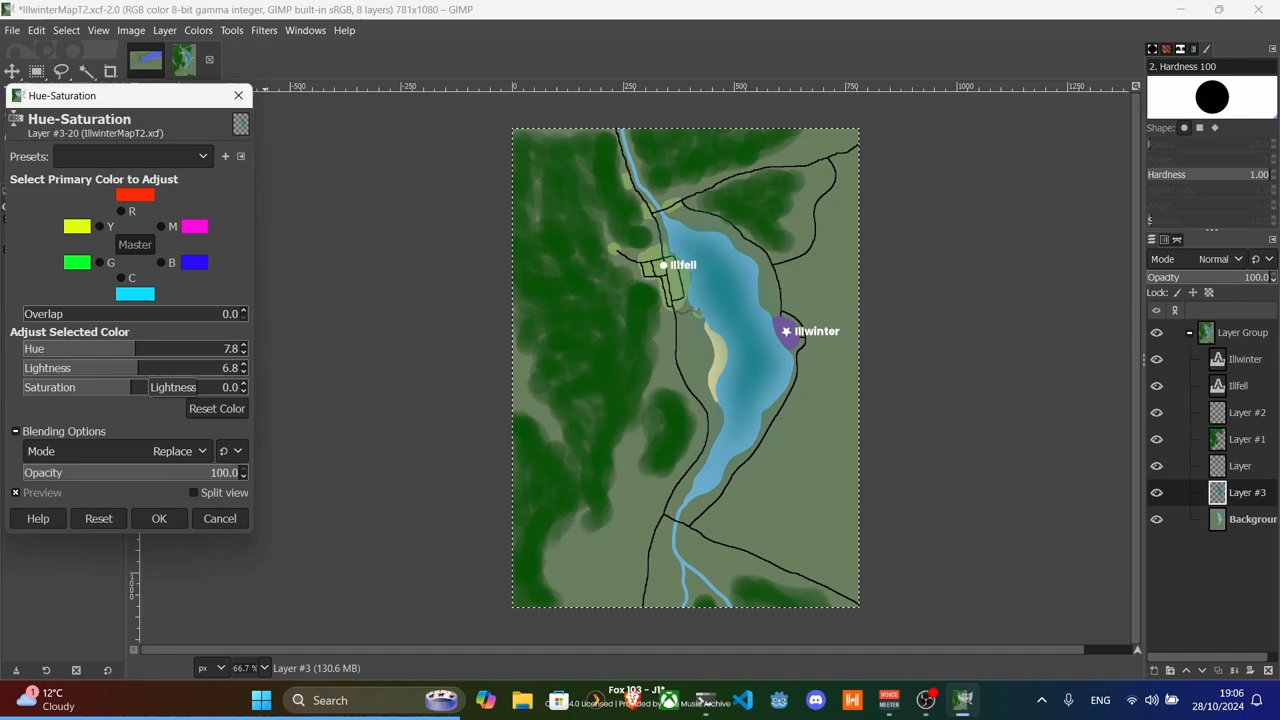 *IllwinterMapT2.xcf-2.0 (RGB color 8-bit gamma integer, GIMP built-in sRGB, 8 layers) 781x1080 – GIMP
File Edit Select View Image Layer Colors Tools Filters Windows Help
2. Hardness 100
-500 -250 0 250 500 750 1000 1250
Hue-Saturation
Hue-Saturation
Layer #3-20 (IllwinterMapT2.xcf)
Presets:
Select Primary Color to Adjust
R
Y M
Master
G B
C
Overlap 0.0
Adjust Selected Color
Hue 7.8
Lightness 6.8
Saturation Lightness 0.0
Reset Color
Blending Options
Mode Replace
Opacity 100.0
Preview Split view
Help Reset OK Cancel
Illfell
Illwinter
Shape:
Hardness 1.00
Mode Normal
Opacity 100.0
Lock:
Layer Group
Illwinter
Illfell
Layer #2
Layer #1
Layer
Layer #3
Backgroun
px 66.7 % Layer #3 (130.6 MB)
12°C
Cloudy
1
Search
Fox 103 - J1*
ENG
19:06
28/10/2024
VOICE
MEETER